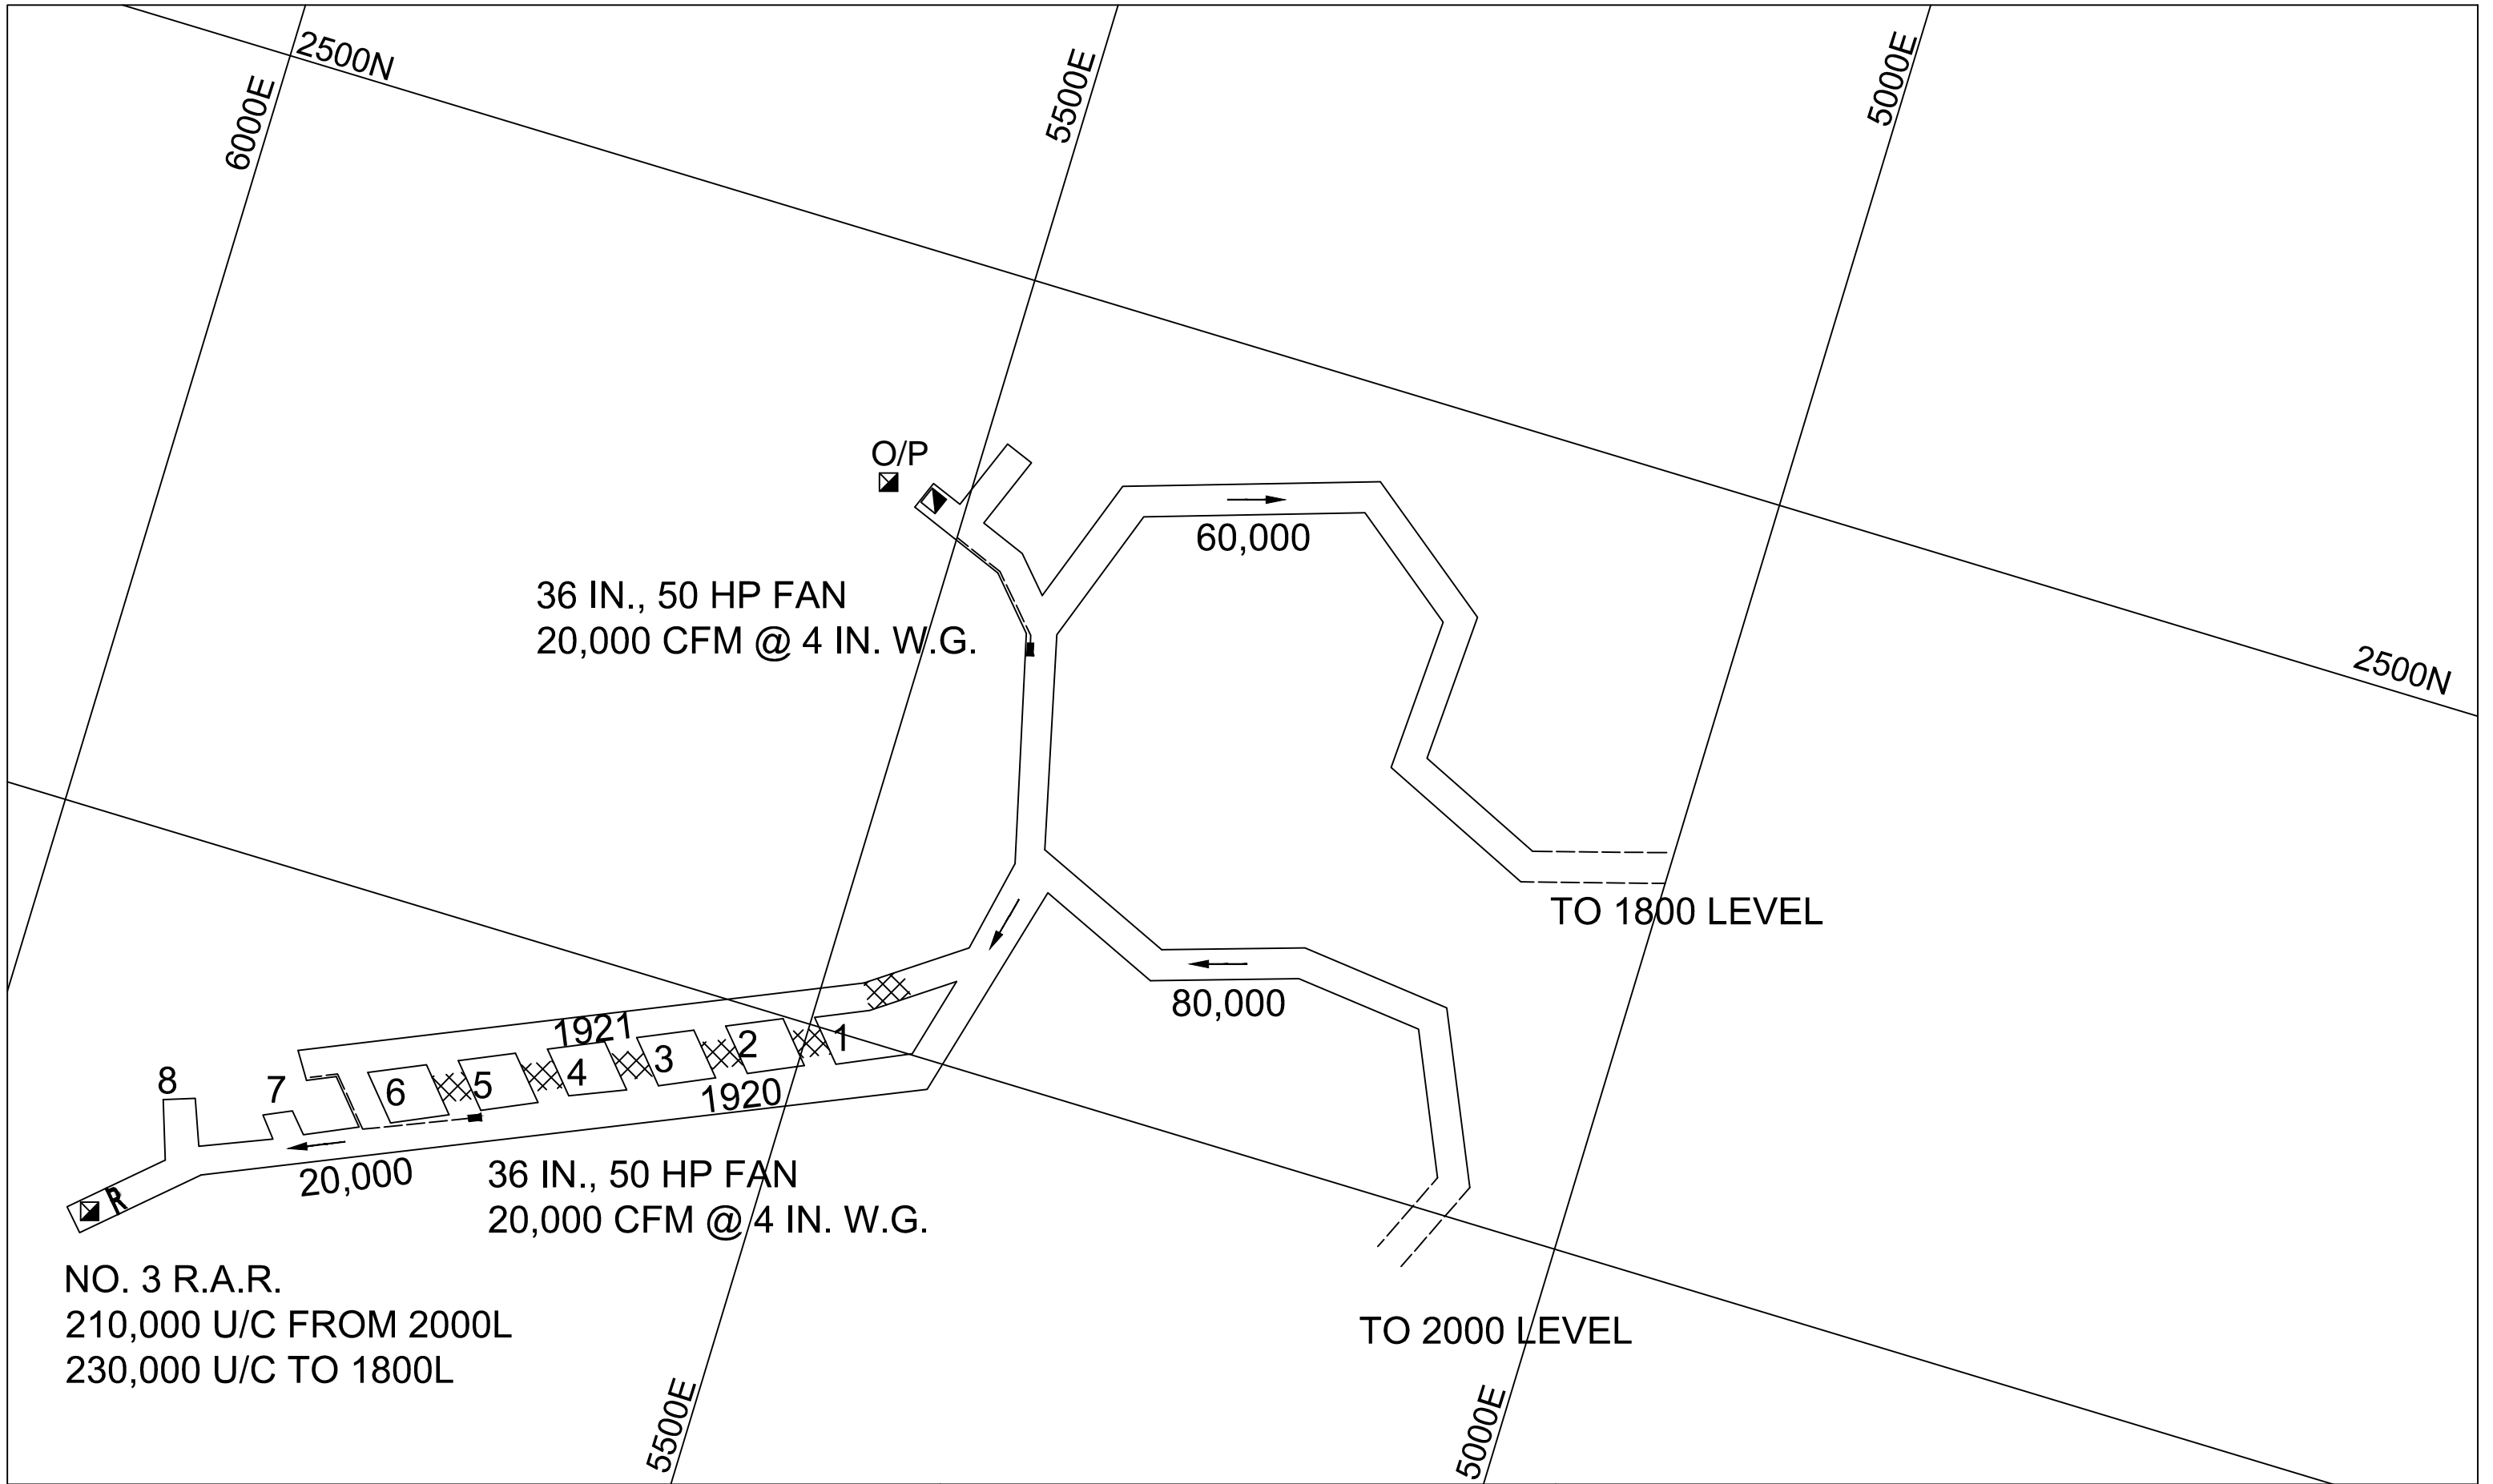 2500N
6000E
5500E
5000E
O/P
60,000
36 IN., 50 HP FAN
20,000 CFM @ 4 IN. W.G.
2500N
TO 1800 LEVEL
80,000
1921
1
2
3
4
5
6
7
8
1920
20,000
R
36 IN., 50 HP FAN
20,000 CFM @ 4 IN. W.G.
NO. 3 R.A.R.
210,000 U/C FROM 2000L
230,000 U/C TO 1800L
TO 2000 LEVEL
5500E
5000E